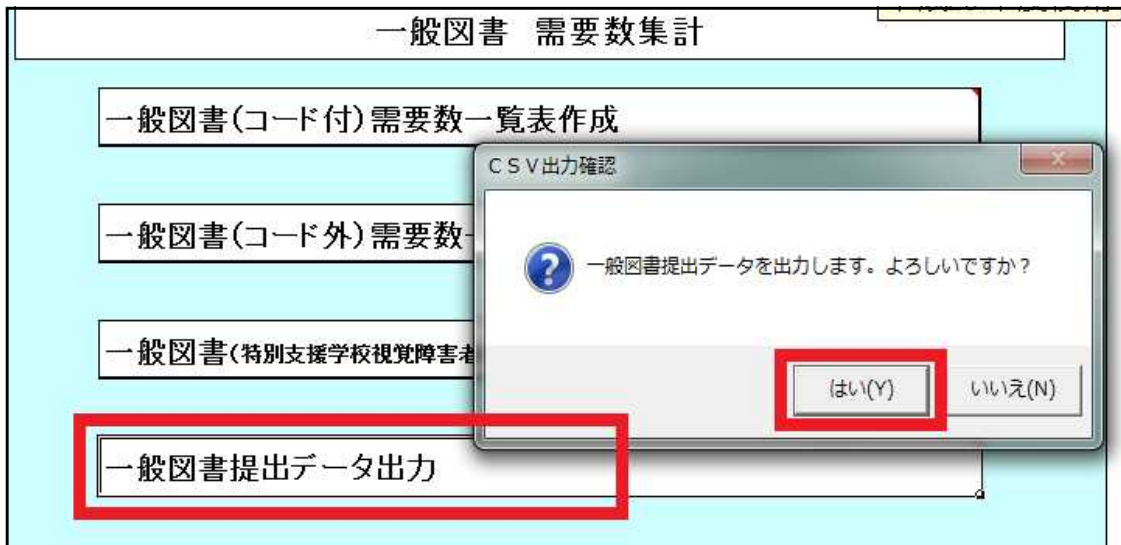 一般図書 需要数集計
一般図書(コード付)需要数一覧表作成
CSV出力確認
一般図書(コード外)需要数
一般図書提出データを出力します。よろしいですか？
一般図書(特別支援学校視覚障害者
はい(Y)
いいえ(N)
一般図書提出データ出力